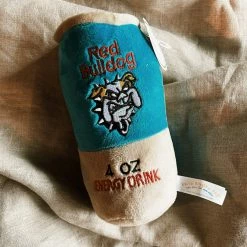 Red
Bulldog
4 OZ
ENERGY DRINK